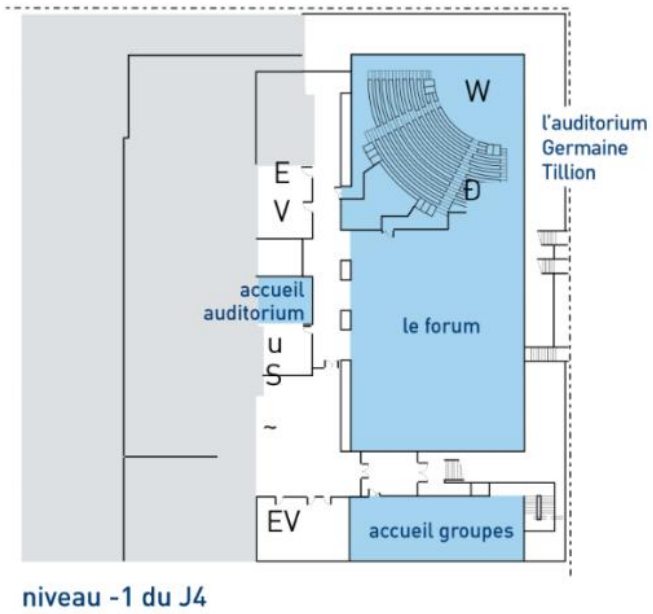 W
l'auditorium
Germaine
Tillion
E
V
Đ
accueil
auditorium
le forum
u
S
~
EV
accueil groupes
niveau -1 du J4